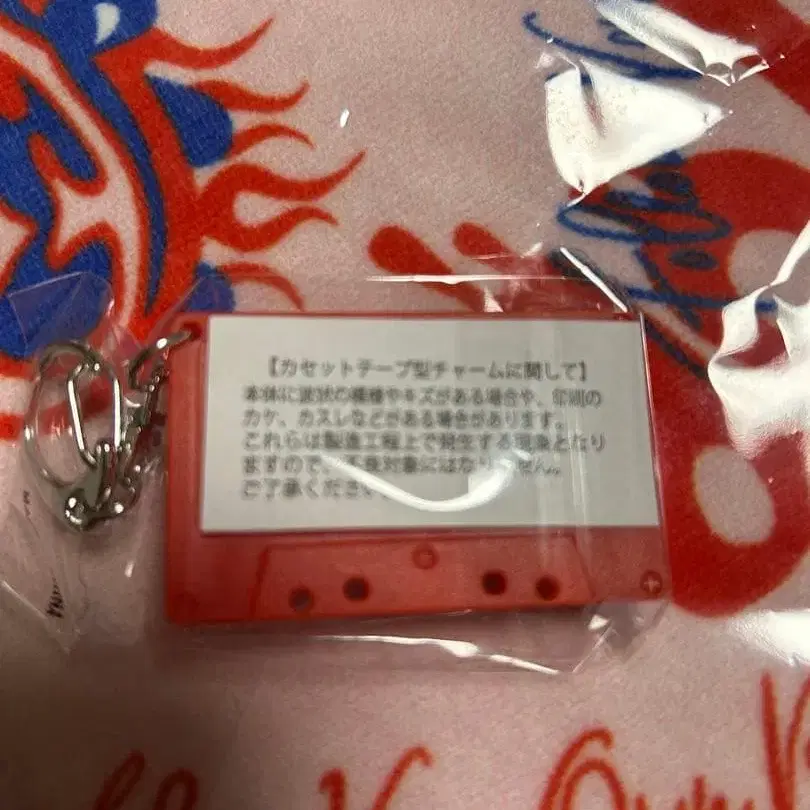 【カセットテープ型チャームに関して】
本体に波状の模様やキズがある場合や、印刷の
カケ、カスレなどがある場合があります。
これらは製造工程上で発生する現象となり
ますので、不良対象にはなりません。
ご了承ください